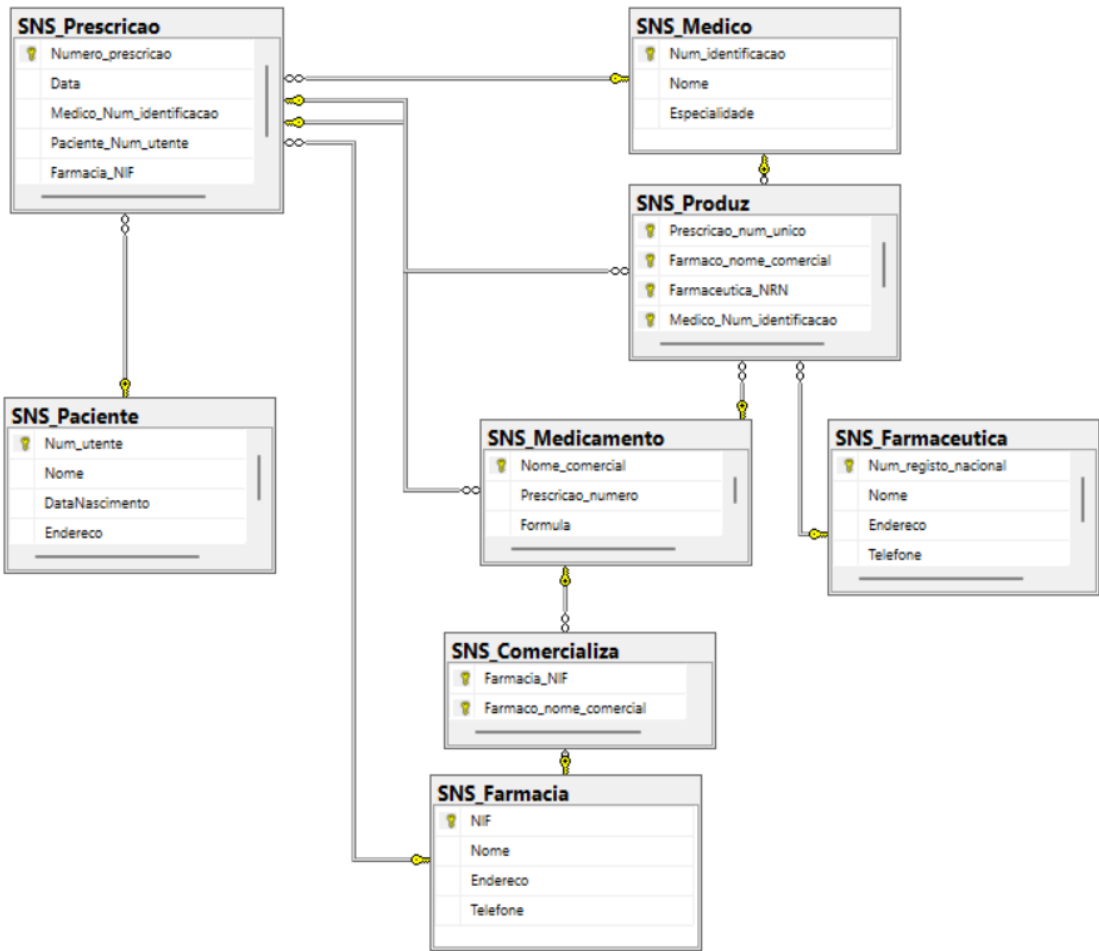 SNS_Prescricao
Numero_prescricao
Data
Medico_Num_identificacao
Paciente_Num_utente
Farmacia_NIF
SNS_Medico
Num_identificacao
Nome
Especialidade
SNS_Produz
Prescricao_num_unico
Farmaco_nome_comercial
Farmaceutica_NRN
Medico_Num_identificacao
SNS_Paciente
Num_utente
Nome
DataNascimento
Endereco
SNS_Medicamento
Nome_comercial
Prescricao_numero
Formula
SNS_Farmaceutica
Num_registo_nacional
Nome
Endereco
Telefone
SNS_Comercializa
Farmacia_NIF
Farmaco_nome_comercial
SNS_Farmacia
NIF
Nome
Endereco
Telefone